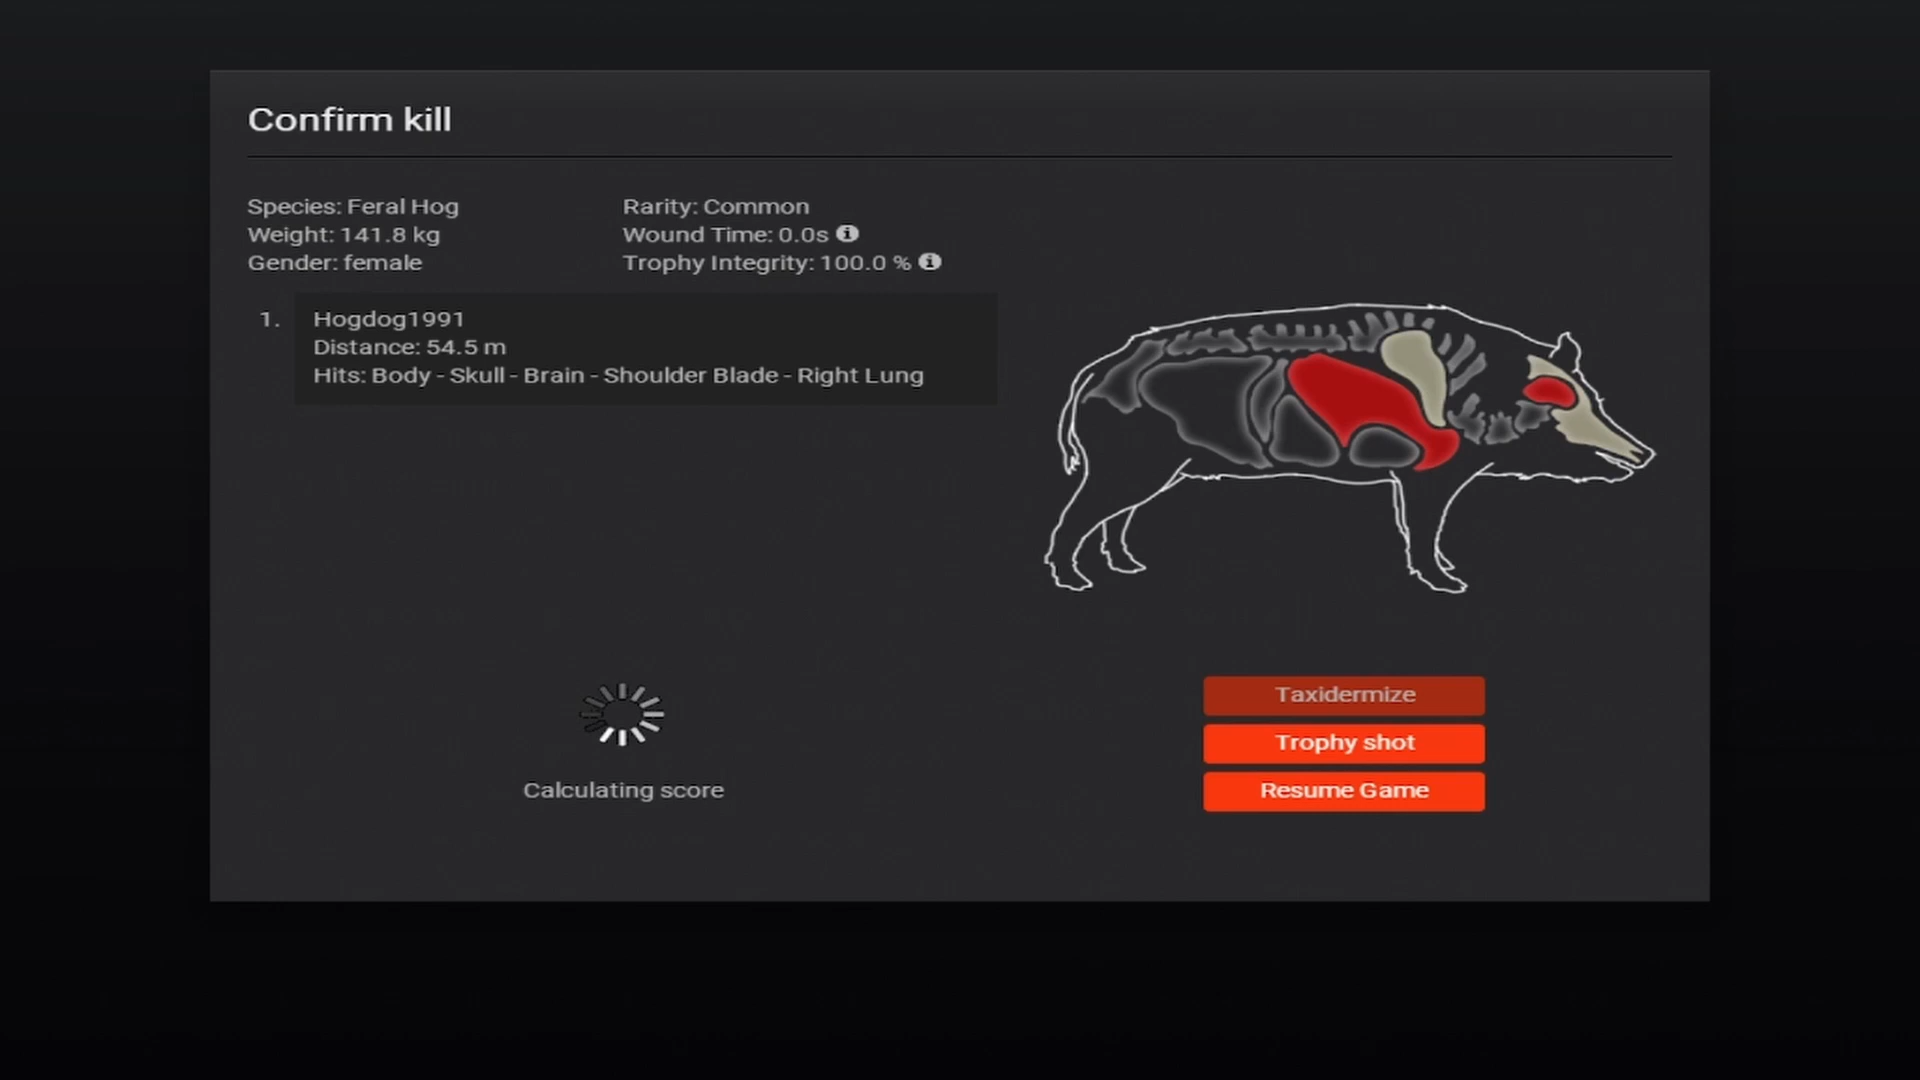 Confirm kill
Species: Feral Hog
Weight: 141.8 kg
Gender: female
Rarity: Common
Wound Time: 0.0s
Trophy Integrity: 100.0 %
1.
Hogdog1991
Distance: 54.5 m
Hits: Body - Skull - Brain - Shoulder Blade - Right Lung
Calculating score
Taxidermize
Trophy shot
Resume Game